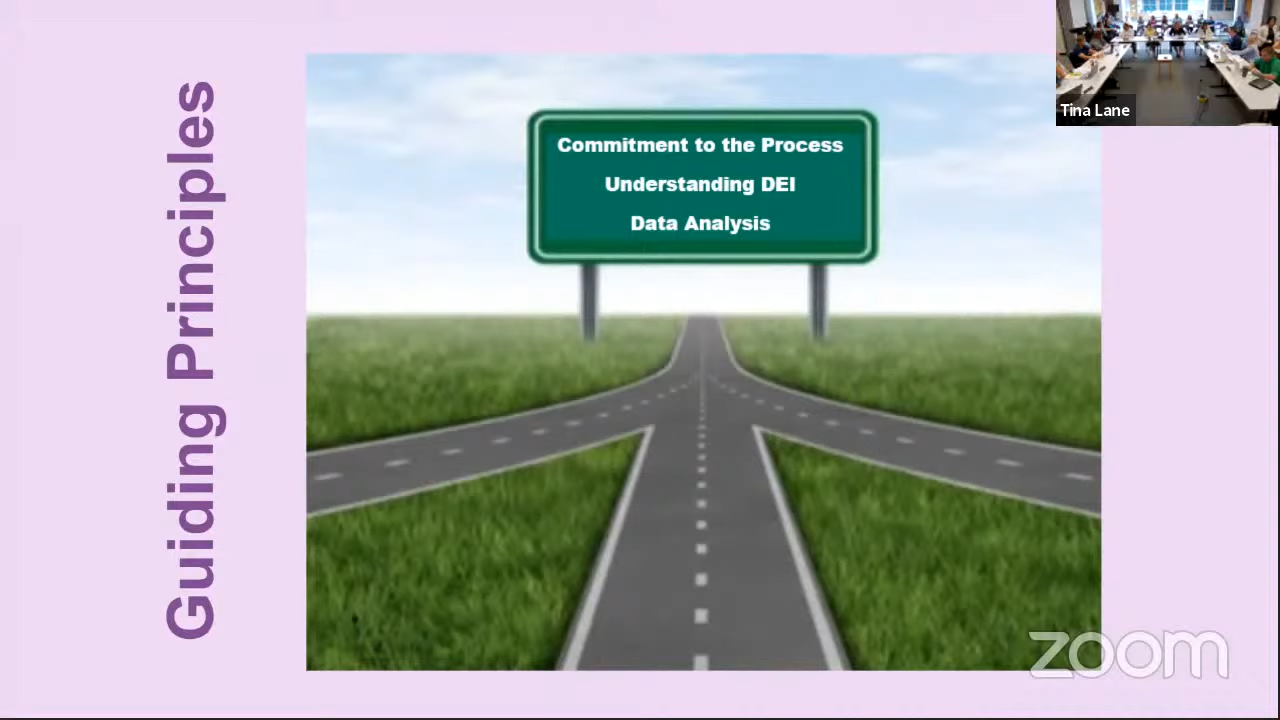 Guiding Principles
Commitment to the Process
Understanding DEI
Data Analysis
Tina Lane
zoom